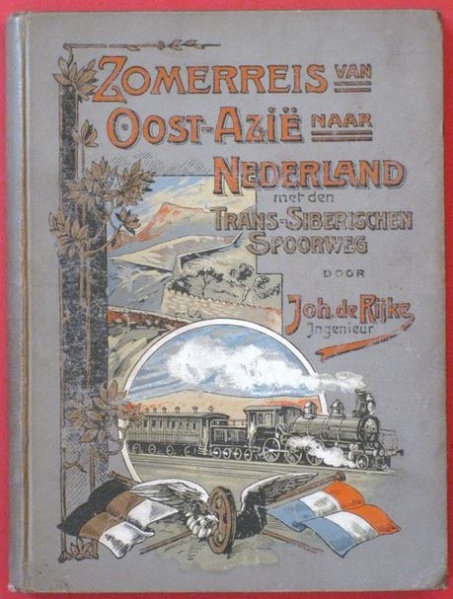 ZOMERREIS VAN
OOST-AZIË NAAR
NEDERLAND
met den
TRANS-SIBERISCHEN
SPOORWEG
DOOR
Joh. de Rijke
Ingenieur